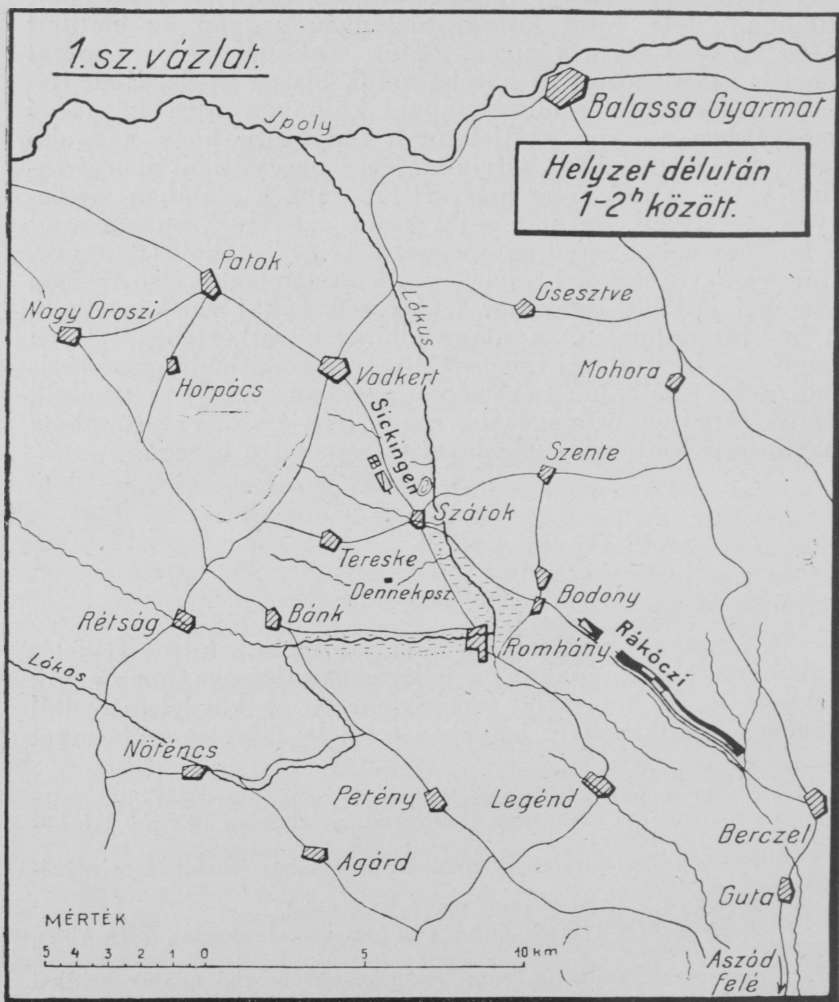 1. sz. vázlat.
Jpoly
Balassa Gyarmat
Helyzet délután
1-2ʰ között.
Patak
Nagy Oroszi
Horpács
Lókus
Csesztve
Vadkert
Mohora
Sickingen
Szente
Szátok
Tereske
Dennekpsz.
Bodony
Rétság
Bánk
Romhány
Rákóczi
Lókos
Nötencs
Petény
Legénd
Agárd
Berczel
Guta
MÉRTÉK
5 4 3 2 1 0 5 10 km
Aszód
felé